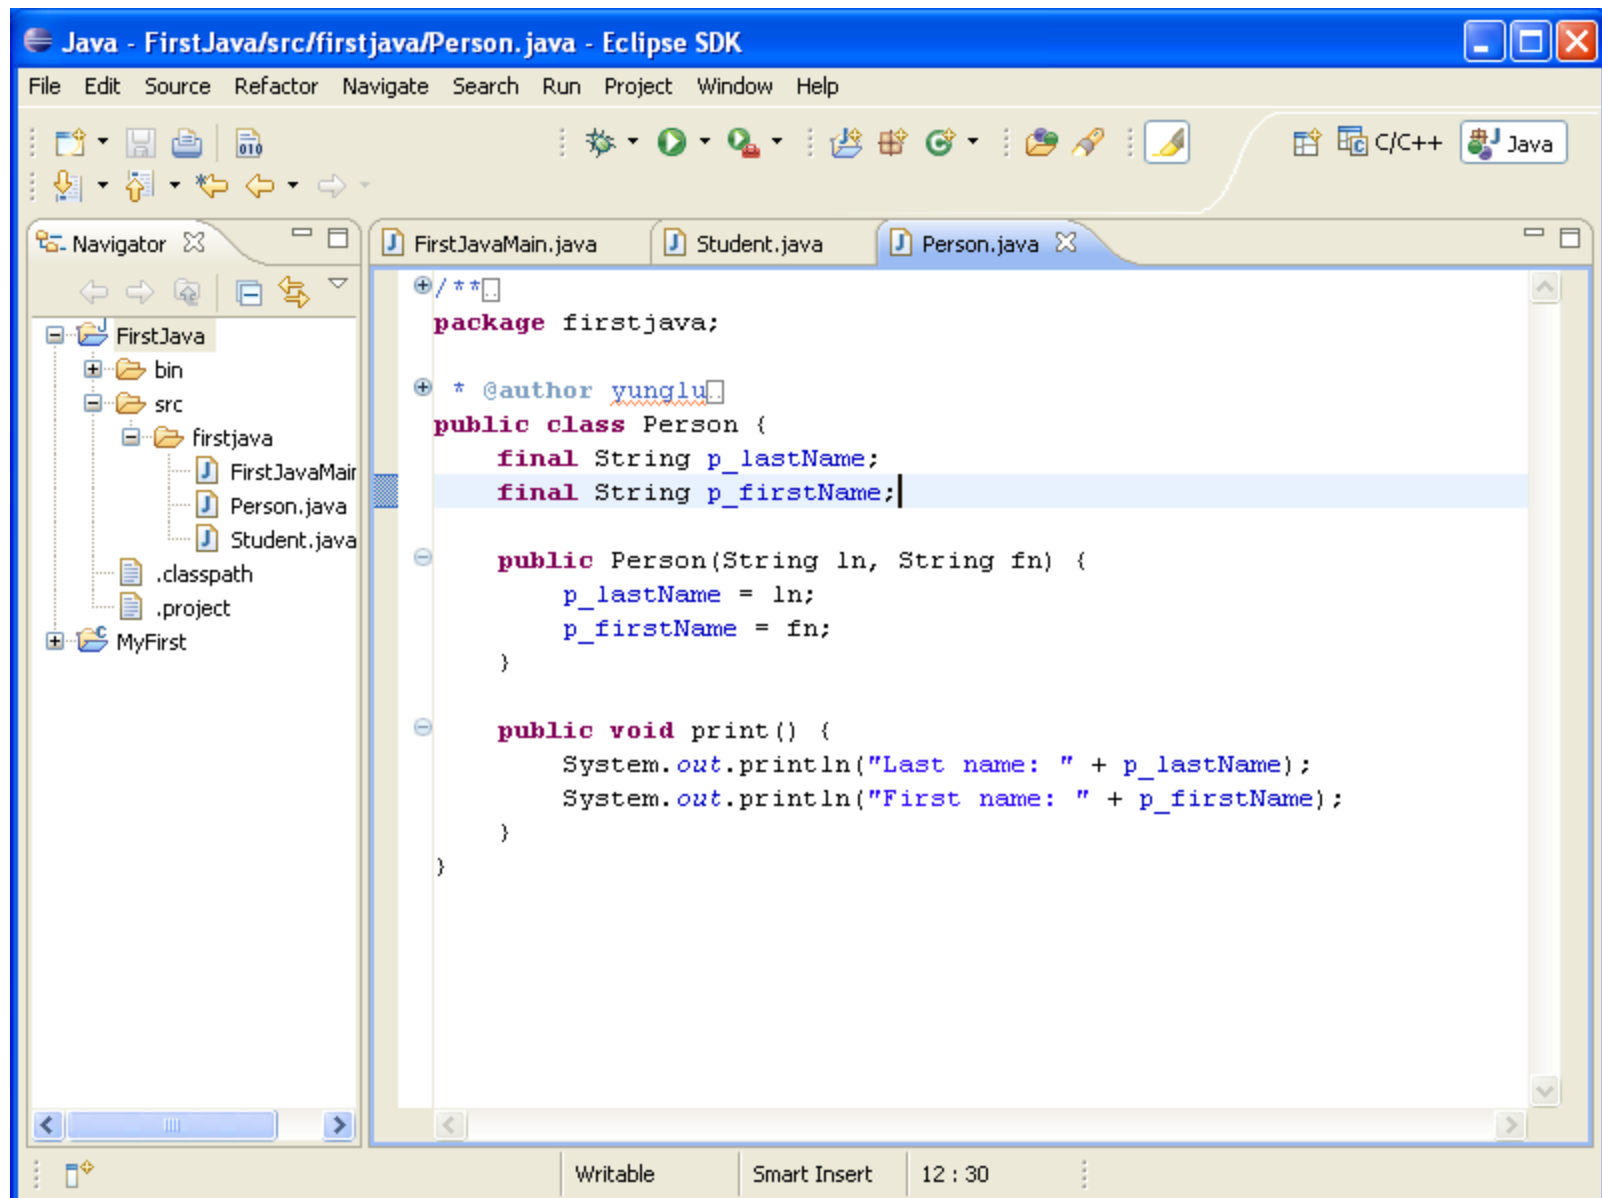 Java - FirstJava/src/firstjava/Person.java - Eclipse SDK
File Edit Source Refactor Navigate Search Run Project Window Help
010
C/C++ Java
Navigator
FirstJavaMain.java Student.java Person.java
FirstJava
bin
src
firstjava
FirstJavaMair
Person.java
Student.java
.classpath
.project
MyFirst
/**
package firstjava;
* @author yunglu
public class Person {
final String p_lastName;
final String p_firstName;
public Person(String ln, String fn) {
p_lastName = ln;
p_firstName = fn;
}
public void print() {
System.out.println("Last name: " + p_lastName);
System.out.println("First name: " + p_firstName);
}
}
Writable Smart Insert 12 : 30